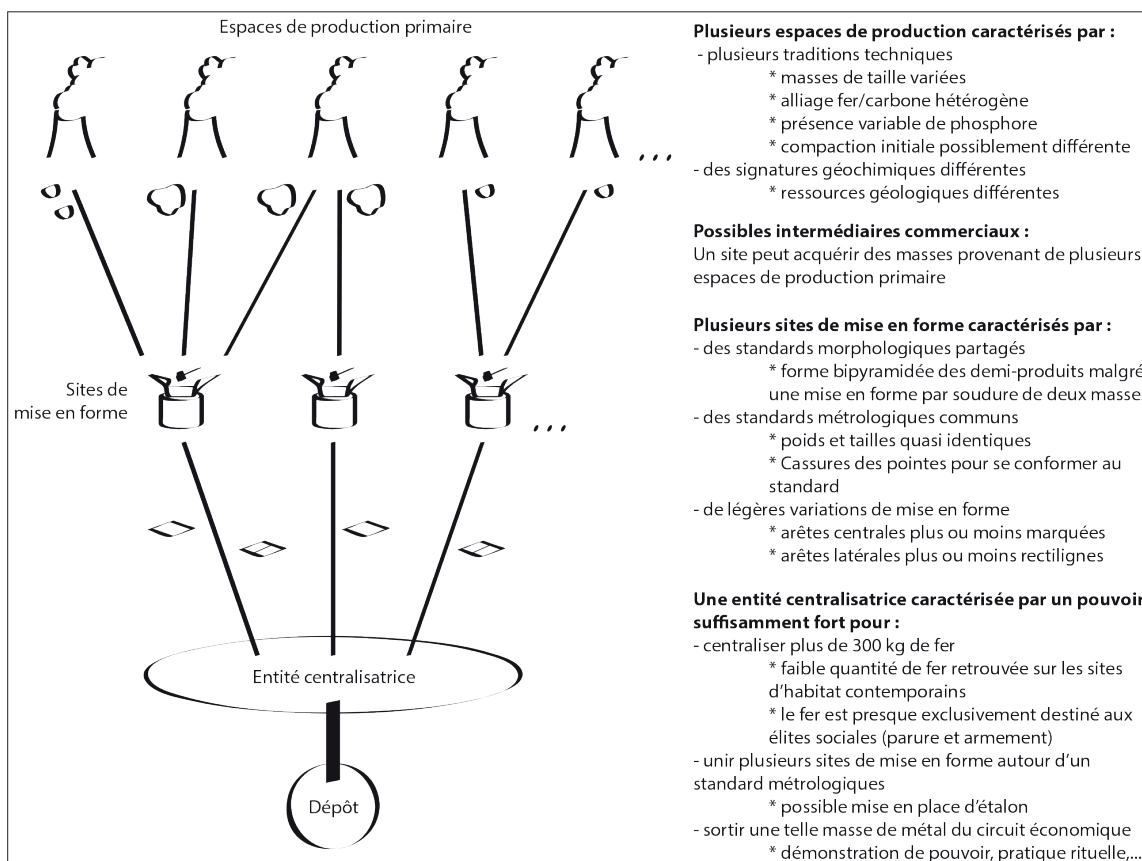 Espaces de production primaire
Sites de
mise en forme
Entité centralisatrice
Dépôt
Plusieurs espaces de production caractérisés par :
- plusieurs traditions techniques
* masses de taille variées
* alliage fer/carbone hétérogène
* présence variable de phosphore
* compaction initiale possiblement différente
- des signatures géochimiques différentes
* ressources géologiques différentes
Possibles intermédiaires commerciaux :
Un site peut acquérir des masses provenant de plusieurs
espaces de production primaire
Plusieurs sites de mise en forme caractérisés par :
- des standards morphologiques partagés
* forme bipyramidée des demi-produits malgré
une mise en forme par soudure de deux masse
- des standards métrologiques communs
* poids et tailles quasi identiques
* Cassures des pointes pour se conformer au
standard
- de légères variations de mise en forme
* arêtes centrales plus ou moins marquées
* arêtes latérales plus ou moins rectilignes
Une entité centralisatrice caractérisée par un pouvoir
suffisamment fort pour :
- centraliser plus de 300 kg de fer
* faible quantité de fer retrouvée sur les sites
d'habitat contemporains
* le fer est presque exclusivement destiné aux
élites sociales (parure et armement)
- unir plusieurs sites de mise en forme autour d'un
standard métrologiques
* possible mise en place d'étalon
- sortir une telle masse de métal du circuit économique
* démonstration de pouvoir, pratique rituelle,...